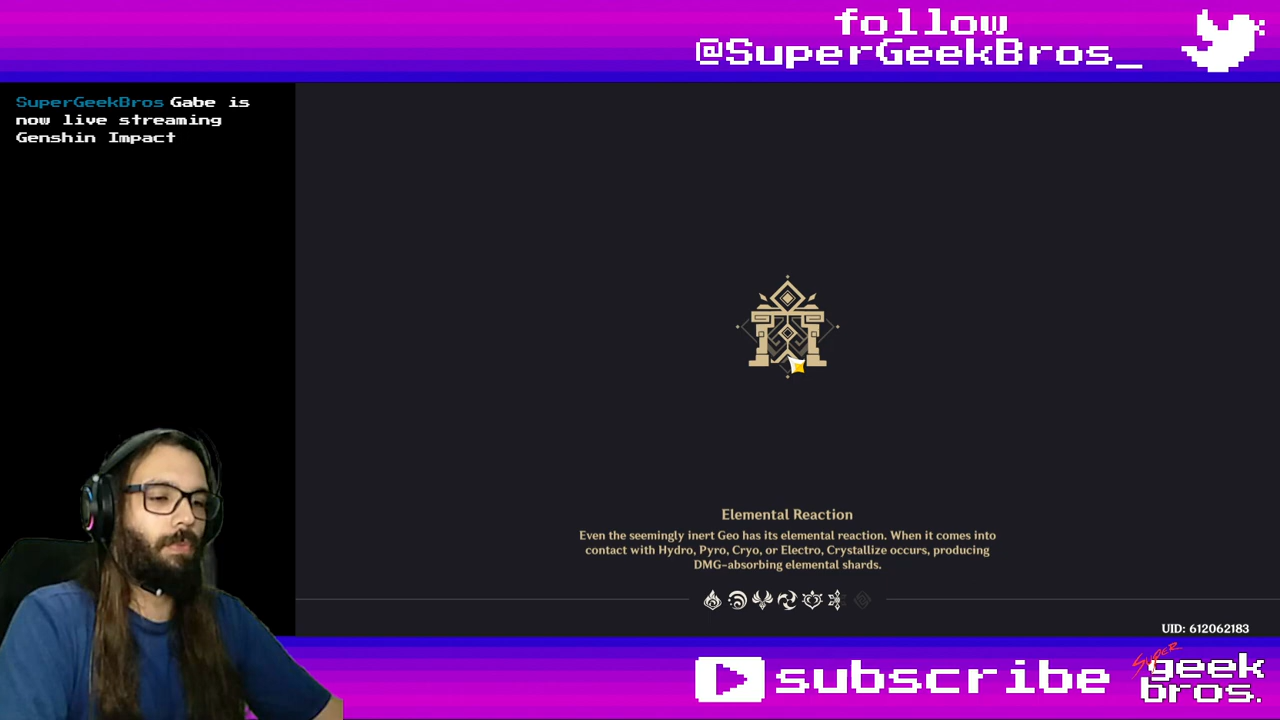 follow
@SuperGeekBros_
SuperGeekBros Gabe is
now live streaming
Genshin Impact
Elemental Reaction
Even the seemingly inert Geo has its elemental reaction. When it comes into
contact with Hydro, Pyro, Cryo, or Electro, Crystallize occurs, producing
DMG-absorbing elemental shards.
UID: 612062183
subscribe
SUPER
geek
bros.